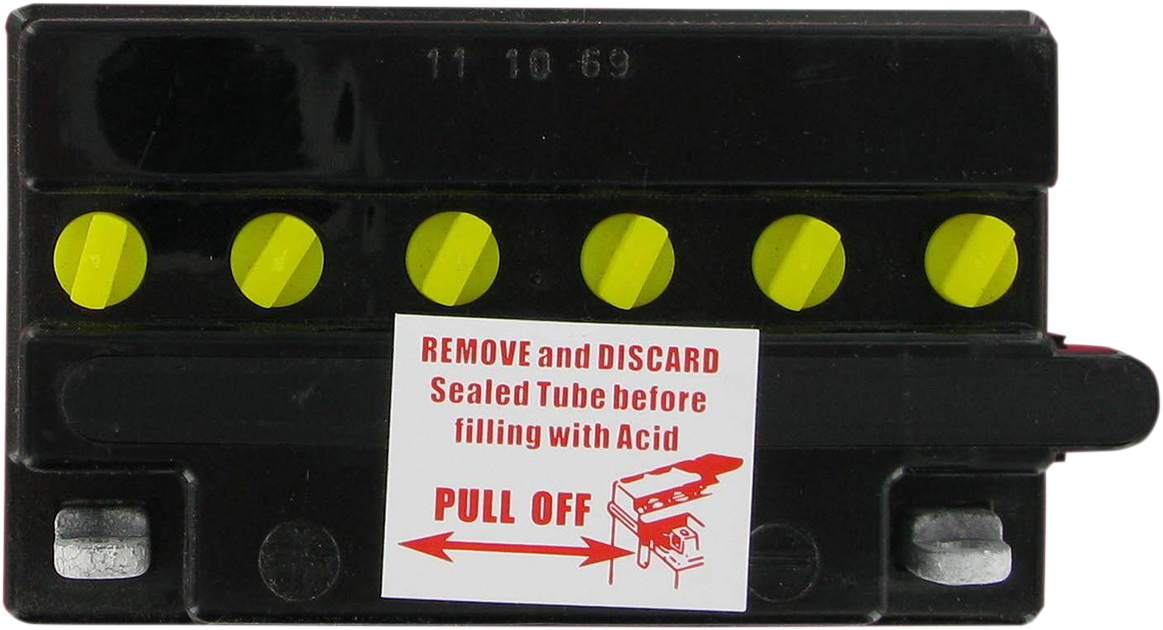 11 10 69
REMOVE and DISCARD
Sealed Tube before
filling with Acid
PULL OFF